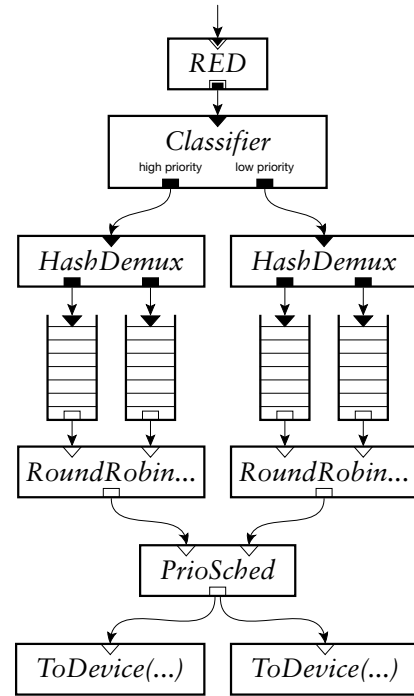 RED
Classifier
high priority low priority
HashDemux HashDemux
RoundRobin... RoundRobin...
PrioSched
ToDevice(...) ToDevice(...)